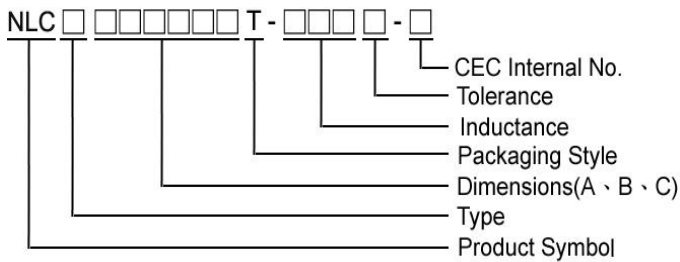 NLC□ □□□□□□ T - □□□ □ - □
CEC Internal No.
Tolerance
Inductance
Packaging Style
Dimensions(A、B、C)
Type
Product Symbol